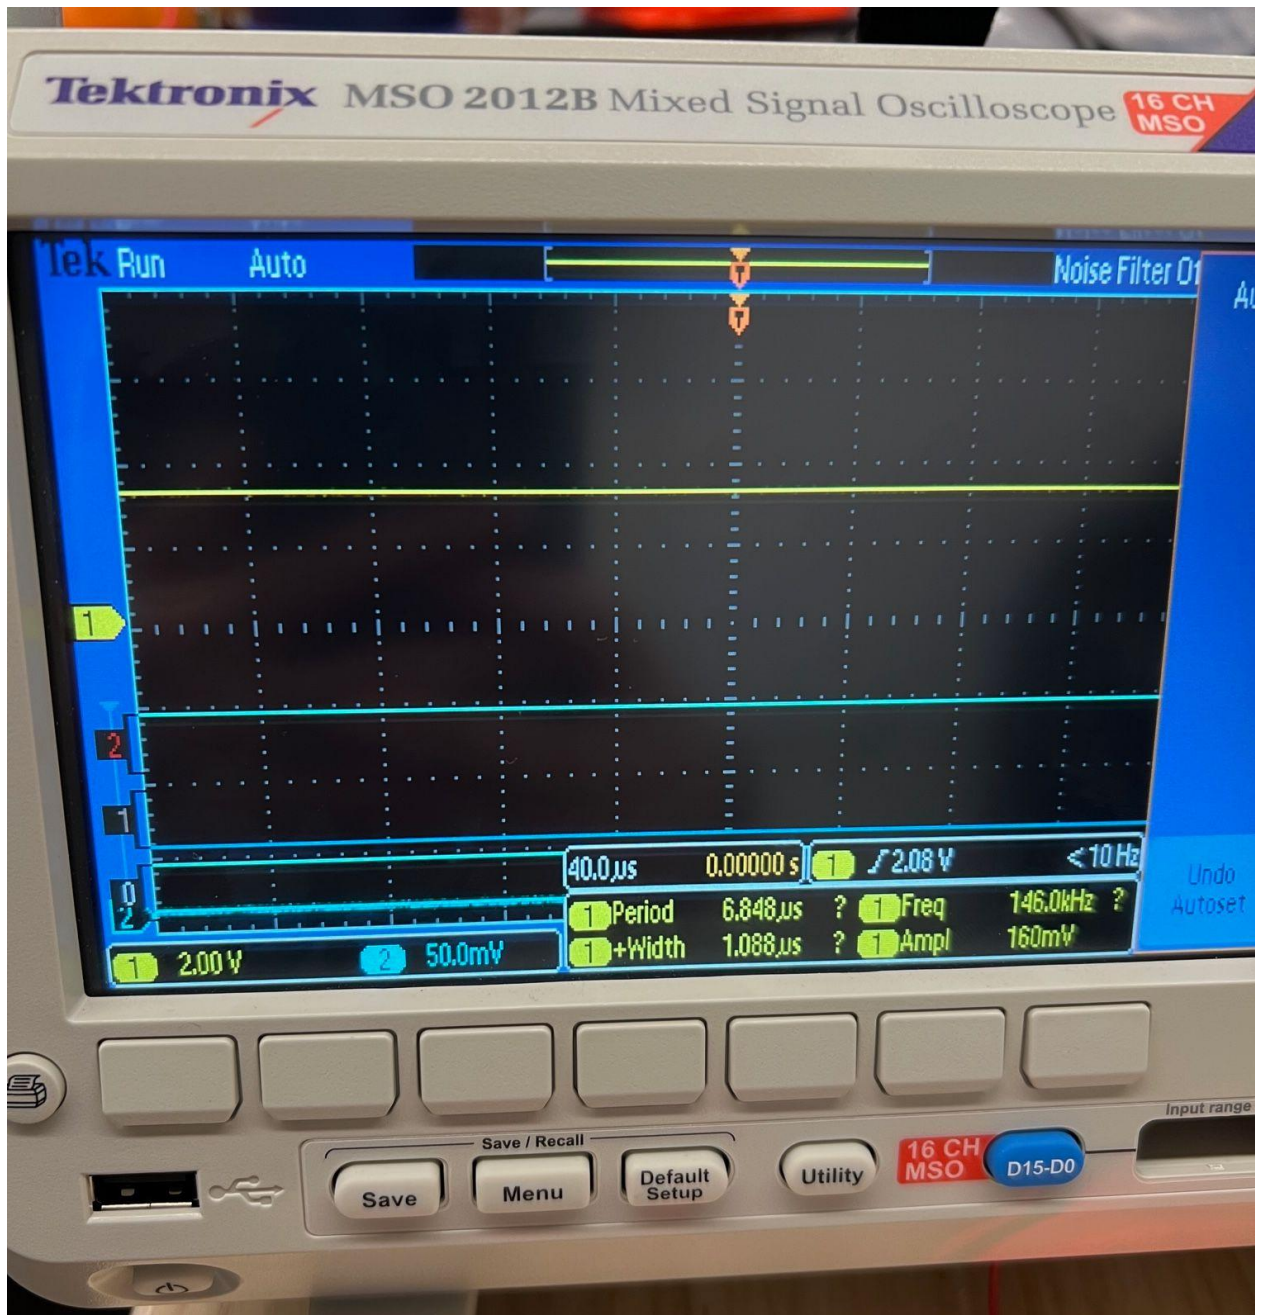 Tektronix MSO 2012B Mixed Signal Oscilloscope 16 CH MSO
Tek Run Auto Noise Filter
T
T
1
2
1
0
2
40.0µs 0.00000 s 1 2.08 V <10 Hz
1 Period 6.848µs ? 1 Freq 146.0kHz ?
1 +Width 1.088µs ? 1 Ampl 160mV
1 2.00 V 2 50.0mV
Undo
Autoset
Input range
Save / Recall
Save Menu Default Setup Utility 16 CH MSO D15-D0